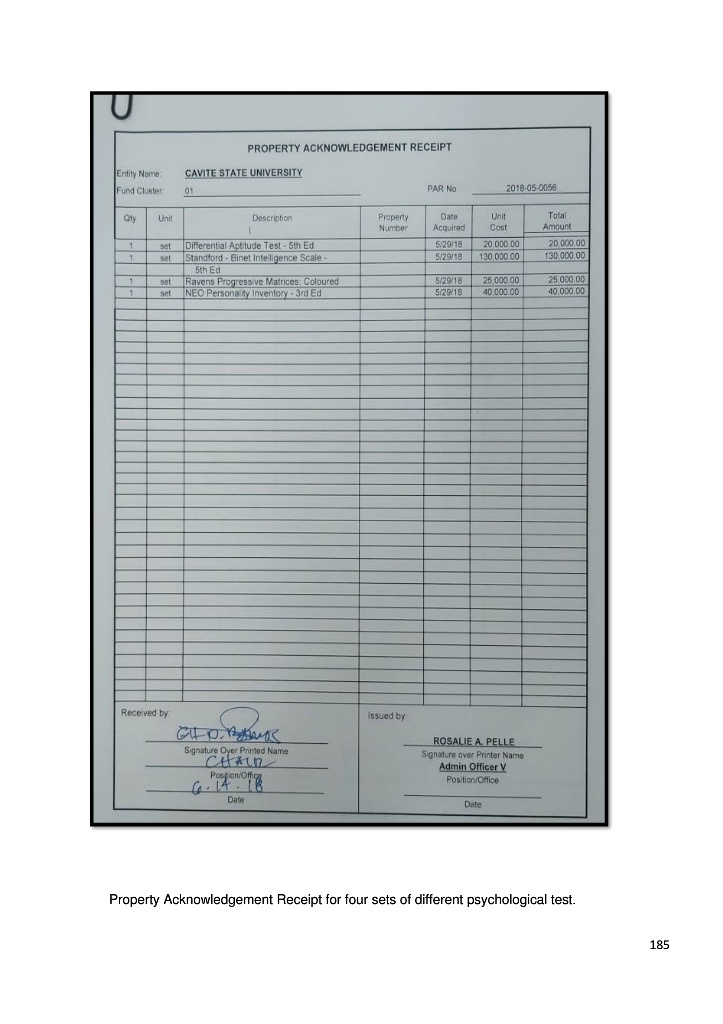 PROPERTY ACKNOWLEDGEMENT RECEIPT
Entity Name: CAVITE STATE UNIVERSITY
Fund Cluster: 01 PAR No. 2018-05-0056
Qty. Unit Description Property Number Date Acquired Unit Cost Total Amount
1 set Differential Aptitude Test - 5th Ed 5/29/18 20,000.00 20,000.00
1 set Standford - Binet Intelligence Scale - 5/29/18 130,000.00 130,000.00
5th Ed
1 set Ravens Progressive Matrices: Coloured 5/29/18 25,000.00 25,000.00
1 set NEO Personality Inventory - 3rd Ed 5/29/18 40,000.00 40,000.00
Received by:
Signature Over Printed Name
CHAIR
Position/Office
6.14.18
Date
Issued by:
ROSALIE A. PELLE
Signature over Printer Name
Admin Officer V
Position/Office
Date
Property Acknowledgement Receipt for four sets of different psychological test.
185